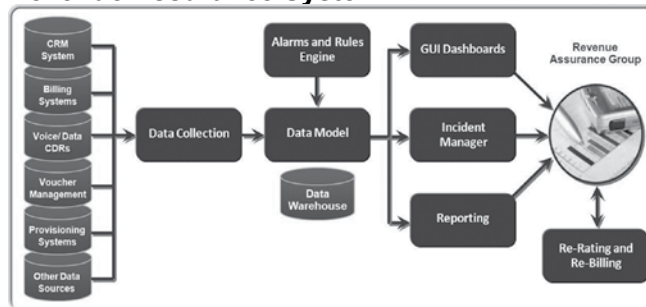 CRM
System
Billing
Systems
Voice/ Data
CDRs
Voucher
Management
Provisioning
Systems
Other Data
Sources
Data Collection
Alarms and Rules
Engine
Data Model
Data
Warehouse
GUI Dashboards
Incident
Manager
Reporting
Revenue
Assurance Group
Re-Rating and
Re-Billing